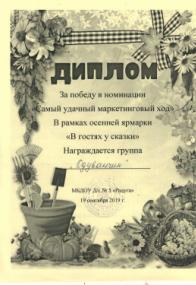 ДИПЛОМ
За победу в номинации
«Самый удачный маркетинговый ход»
В рамках осенней ярмарки
«В гостях у сказки»
Награждается группа
„Одуванчик”
МБДОУ Д/с № 5 «Радуга»
19 сентября 2019 г.